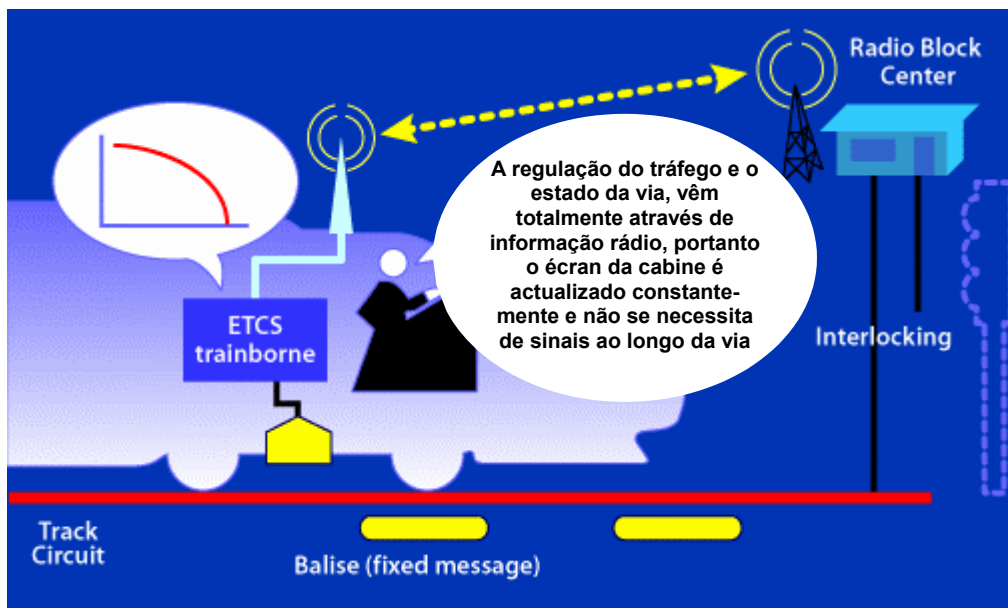 Radio Block
Center
A regulação do tráfego e o
estado da via, vêm
totalmente através de
informação rádio, portanto
o écran da cabine é
actualizado constante-
mente e não se necessita
de sinais ao longo da via
ETCS
trainborne
Interlocking
Track
Circuit
Balise (fixed message)